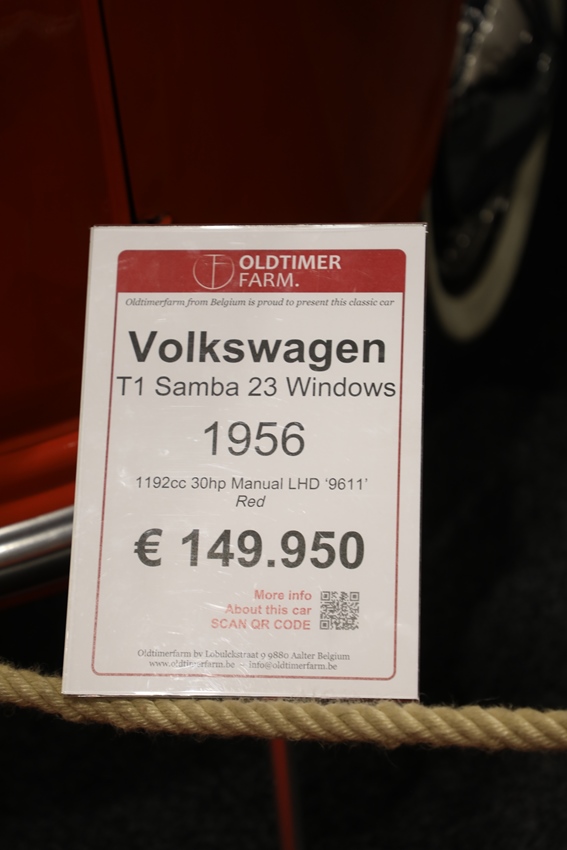 OLDTIMER
FARM.
Oldtimerfarm from Belgium is proud to present this classic car
Volkswagen
T1 Samba 23 Windows
1956
1192cc 30hp Manual LHD ‘9611’
Red
€ 149.950
More info
About this car
SCAN QR CODE
Oldtimerfarm bv 9 9880 Aalter Belgium
www.oldtimerfarm.be – info@oldtimerfarm.be